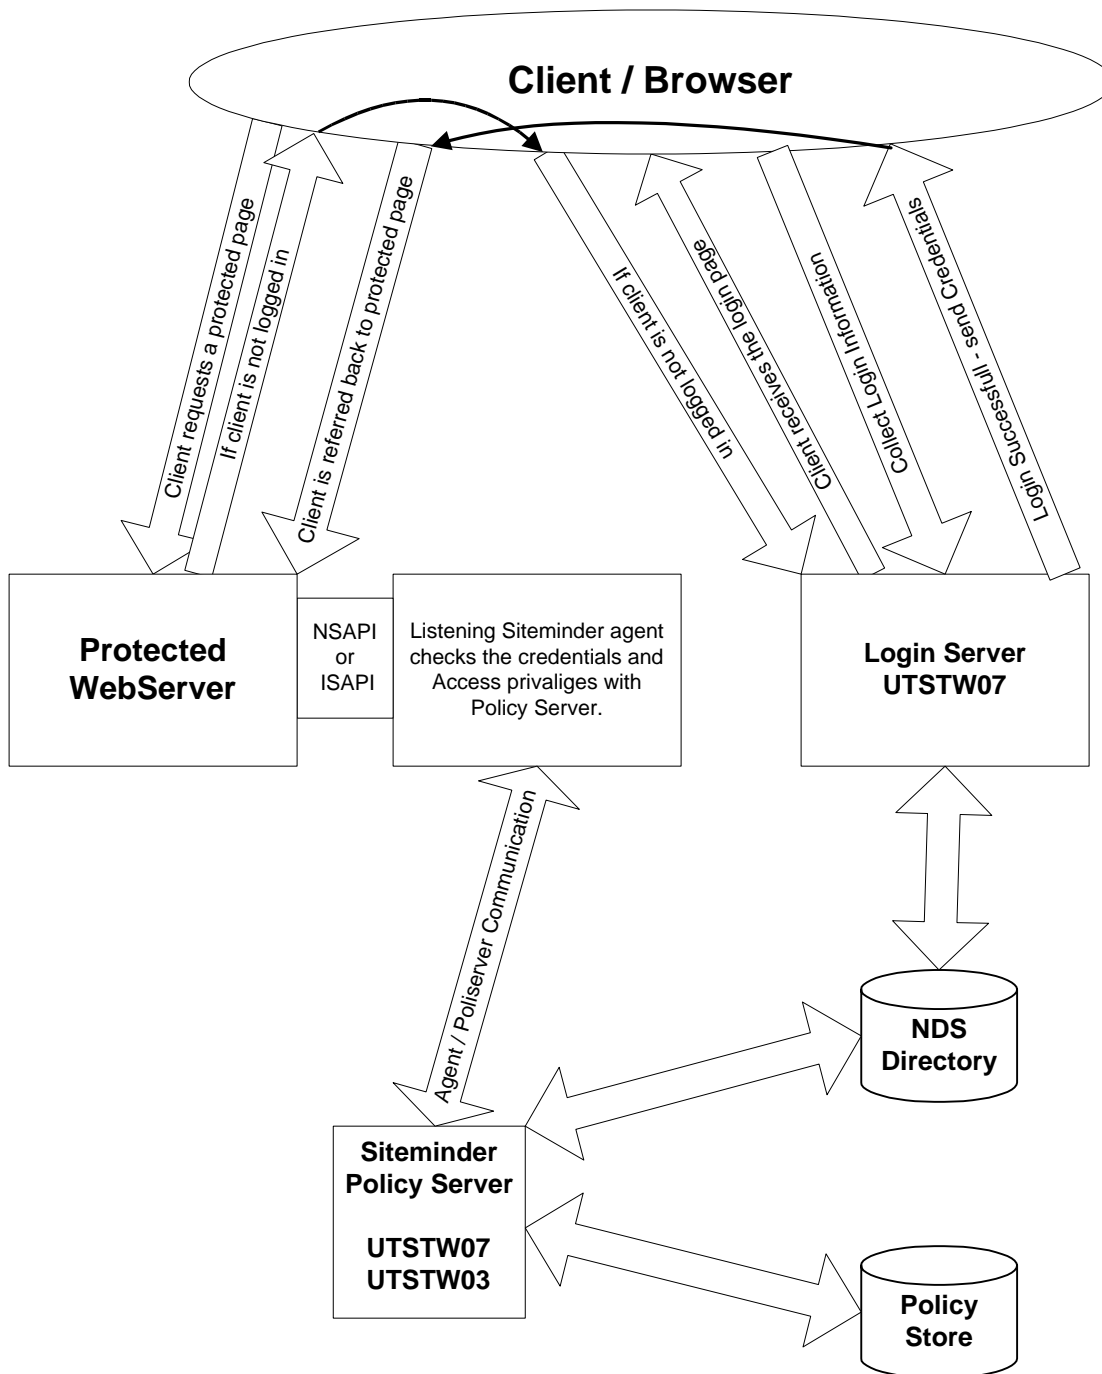 Client / Browser
Client requests a protected page
If client is not logged in
Client is referred back to protected page
If client is not logged in
Client receives the login page
Collect Login Information
Login Successfull - send Credentials
Protected
WebServer
NSAPI
or
ISAPI
Listening Siteminder agent
checks the credentials and
Access privaliges with
Policy Server.
Login Server
UTSTW07
Agent / Poliserver Communication
NDS
Directory
Siteminder
Policy Server
UTSTW07
UTSTW03
Policy
Store